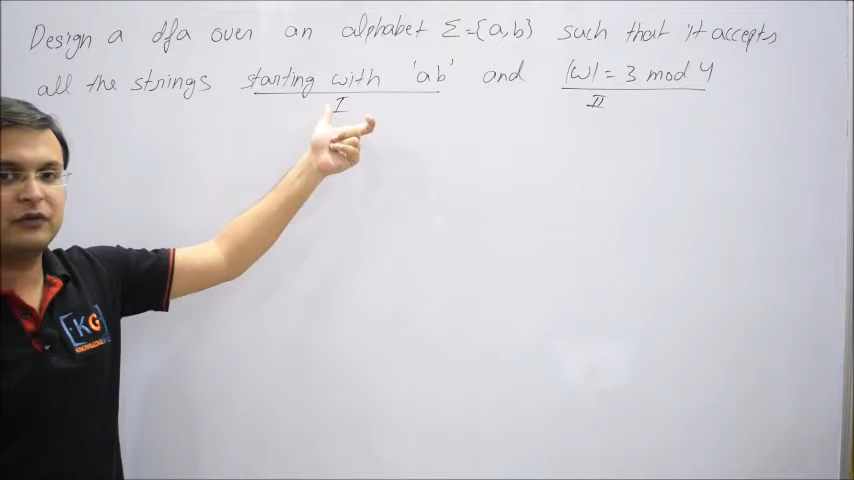 Design a dfa over an alphabet Σ={a,b} such that it accepts
all the strings starting with 'ab' and |w| = 3 mod 4
I II
KG